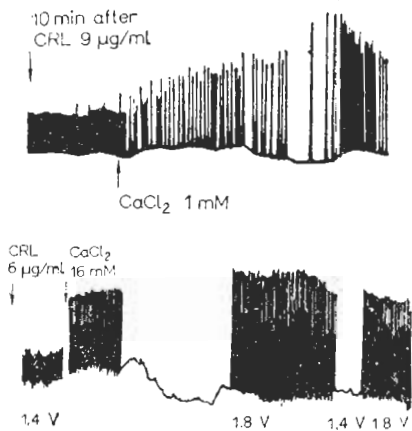 10 min after
CRL 9 µg/ml
CaCl₂ 1 mM
CRL
6 µg/ml
CaCl₂
16 mM
1,4 V
1.8 V
1,4 V
1 8 V